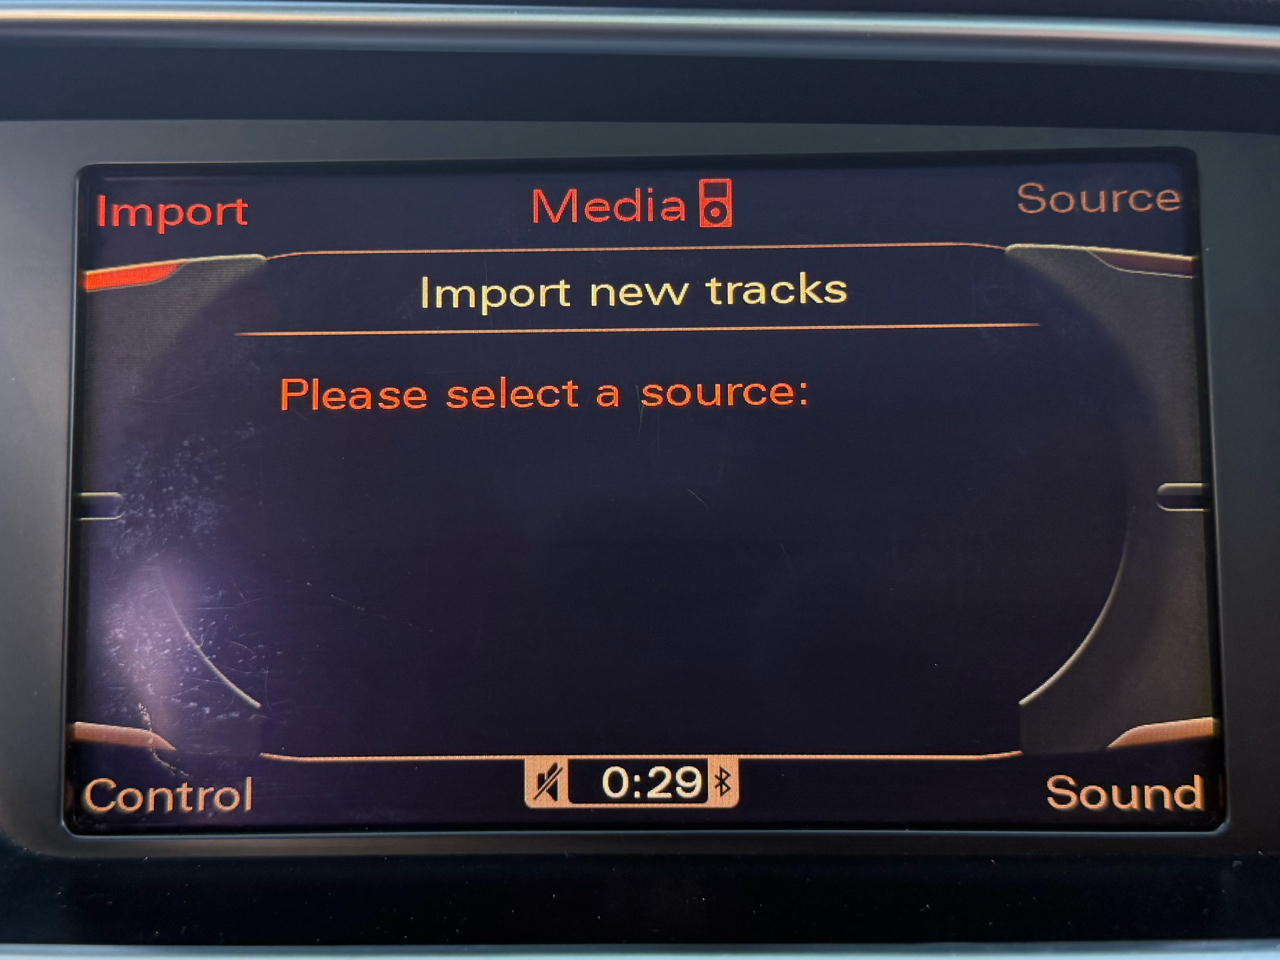 Import
Media
Source
Import new tracks
Please select a source:
Control
0:29
Sound